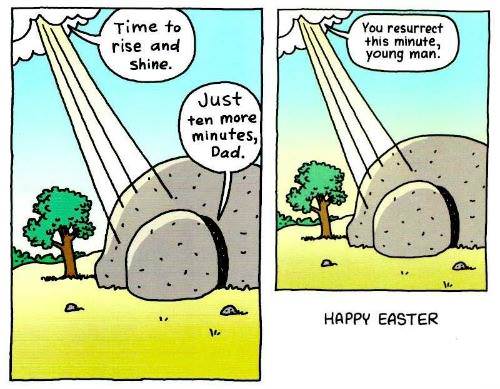 Time to
rise and
shine.
Just
ten more
minutes,
Dad.
You resurrect
this minute,
young man.
HAPPY EASTER